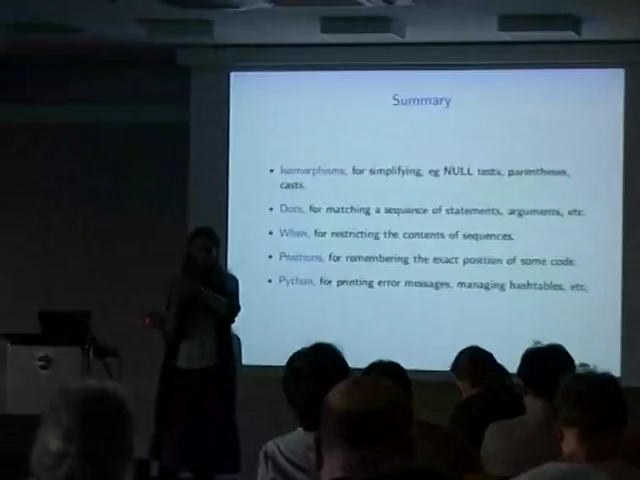 Summary
• Isomorphisms, for simplifying, eg NULL tests, parentheses,
casts.
• Dots, for matching a sequence of statements, arguments, etc.
• When, for restricting the contents of sequences.
• Positions, for remembering the exact position of some code.
• Python, for printing error messages, managing hashtables, etc.